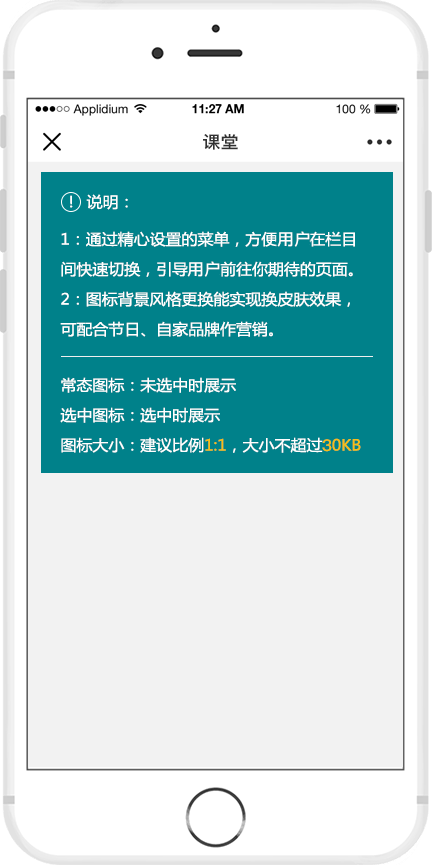 Applidium 11:27 AM 100 %
课堂
说明：
1：通过精心设置的菜单，方便用户在栏目
间快速切换，引导用户前往你期待的页面。
2：图标背景风格更换能实现换皮肤效果，
可配合节日、自家品牌作营销。
常态图标：未选中时展示
选中图标：选中时展示
图标大小：建议比例1:1，大小不超过30KB